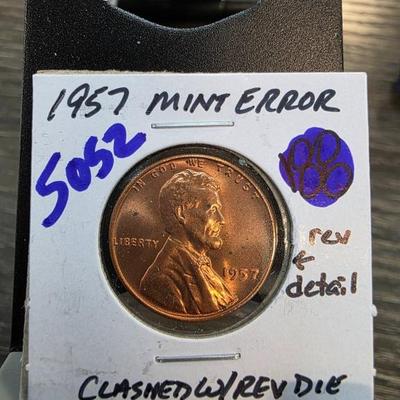 1957 MINT ERROR
5052
IN GOD WE TRUST
LIBERTY
1957
rev
←
detail
CLASHED W/ REV DIE